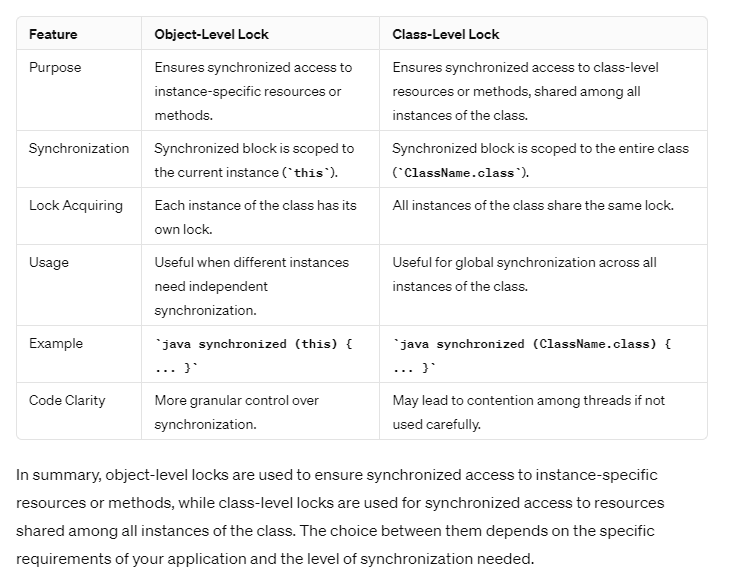 Feature Object-Level Lock Class-Level Lock
Purpose Ensures synchronized access to Ensures synchronized access to class-level
instance-specific resources or resources or methods, shared among all
methods. instances of the class.
Synchronization Synchronized block is scoped to Synchronized block is scoped to the entire class
the current instance (`this`). (`ClassName.class`).
Lock Acquiring Each instance of the class has its All instances of the class share the same lock.
own lock.
Usage Useful when different instances Useful for global synchronization across all
need independent instances of the class.
synchronization.
Example `java synchronized (this) { `java synchronized (ClassName.class) {
... }` ... }`
Code Clarity More granular control over May lead to contention among threads if not
synchronization. used carefully.
In summary, object-level locks are used to ensure synchronized access to instance-specific
resources or methods, while class-level locks are used for synchronized access to resources
shared among all instances of the class. The choice between them depends on the specific
requirements of your application and the level of synchronization needed.